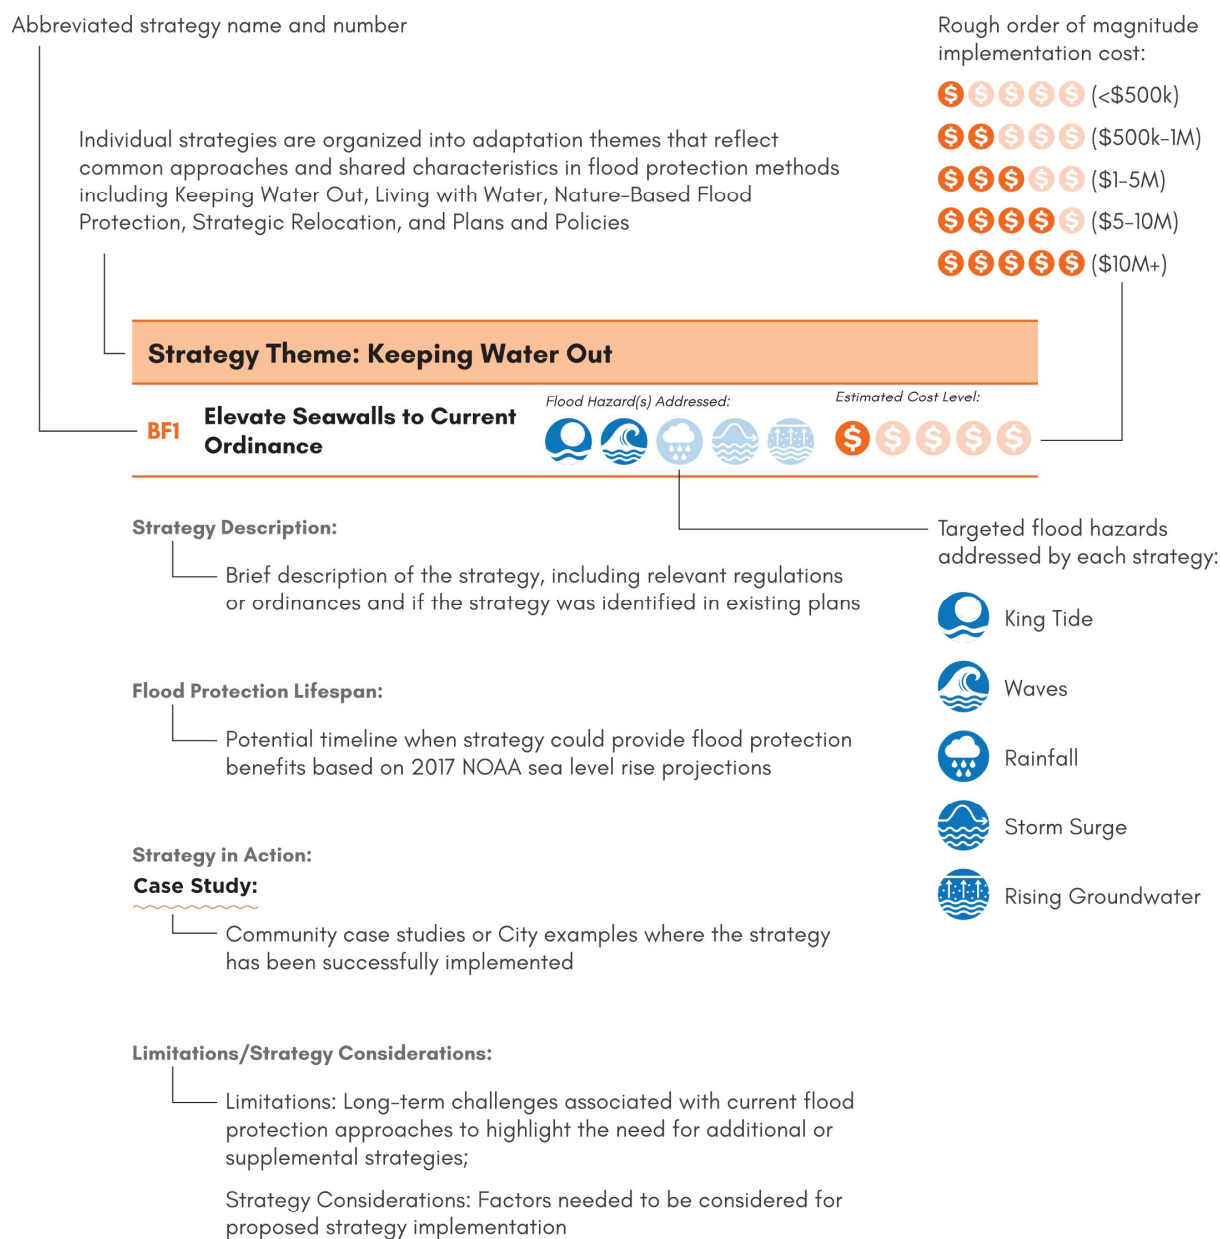 Abbreviated strategy name and number
Rough order of magnitude
implementation cost:
$ $ $ $ $ (<$500k)
$ $ $ $ $ ($500k-1M)
$ $ $ $ $ ($1-5M)
$ $ $ $ $ ($5-10M)
$ $ $ $ $ ($10M+)
Individual strategies are organized into adaptation themes that reflect
common approaches and shared characteristics in flood protection methods
including Keeping Water Out, Living with Water, Nature-Based Flood
Protection, Strategic Relocation, and Plans and Policies
Strategy Theme: Keeping Water Out
BF1
Elevate Seawalls to Current
Ordinance
Flood Hazard(s) Addressed:
Estimated Cost Level:
$ $ $ $ $
Targeted flood hazards
addressed by each strategy:
King Tide
Waves
Rainfall
Storm Surge
Rising Groundwater
Strategy Description:
Brief description of the strategy, including relevant regulations
or ordinances and if the strategy was identified in existing plans
Flood Protection Lifespan:
Potential timeline when strategy could provide flood protection
benefits based on 2017 NOAA sea level rise projections
Strategy in Action:
Case Study:
Community case studies or City examples where the strategy
has been successfully implemented
Limitations/Strategy Considerations:
Limitations: Long-term challenges associated with current flood
protection approaches to highlight the need for additional or
supplemental strategies;
Strategy Considerations: Factors needed to be considered for
proposed strategy implementation